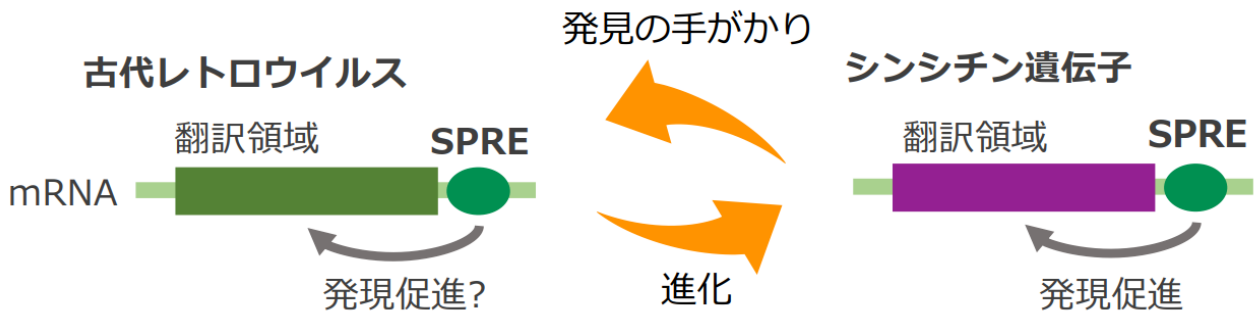 発見の手がかり
古代レトロウイルス
シンシチン遺伝子
翻訳領域
SPRE
翻訳領域
SPRE
mRNA
発現促進?
進化
発現促進